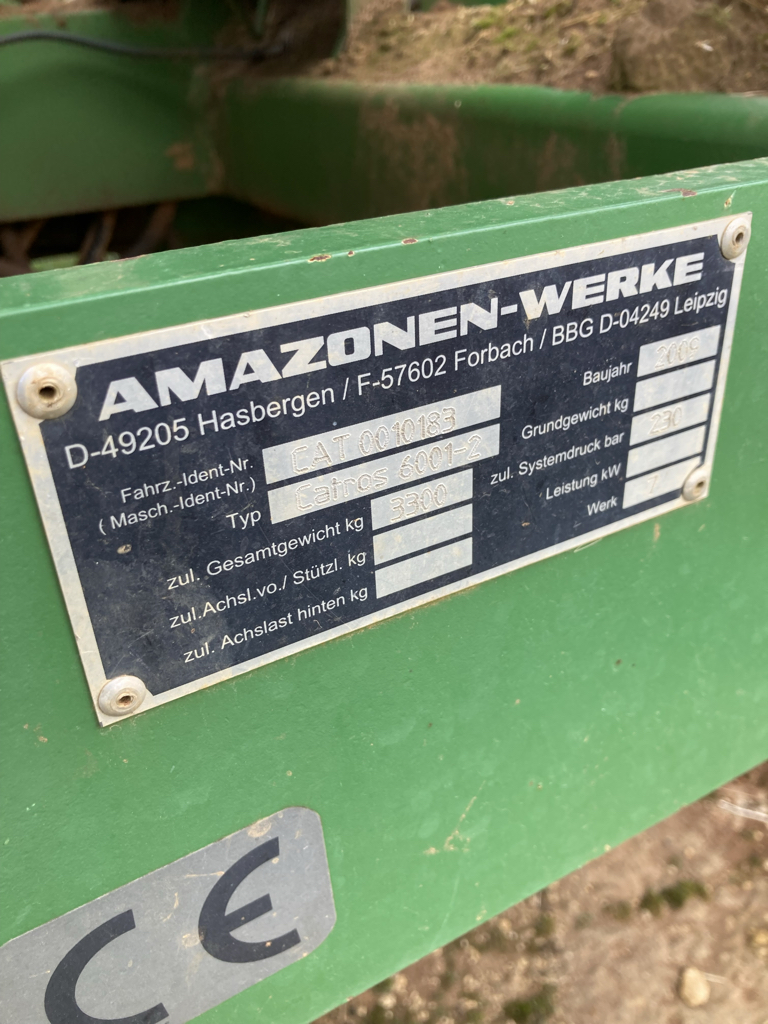 AMAZONEN-WERKE
D-49205 Hasbergen / F-57602 Forbach / BBG D-04249 Leipzig
Fahrz.-Ident-Nr. CAT 0010183
( Masch.-Ident-Nr.)
Typ Catros 6001-2
zul. Gesamtgewicht kg 3300
zul.Achsl.vo./ Stützl. kg
zul. Achslast hinten kg
Baujahr 2009
Grundgewicht kg
zul. Systemdruck bar 230
Leistung kW
Werk
CE